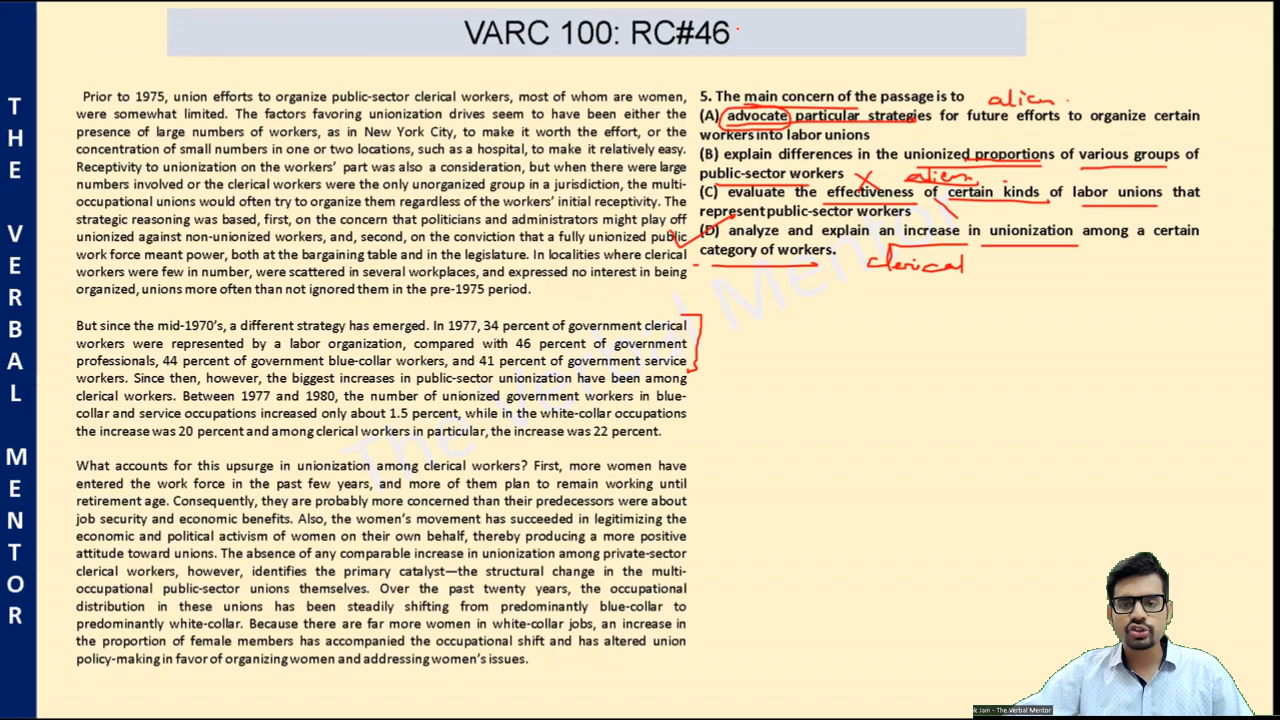 VARC 100: RC#46
THE VERBAL MENTOR
Prior to 1975, union efforts to organize public-sector clerical workers, most of whom are women,
were somewhat limited. The factors favoring unionization drives seem to have been either the
presence of large numbers of workers, as in New York City, to make it worth the effort, or the
concentration of small numbers in one or two locations, such as a hospital, to make it relatively easy.
Receptivity to unionization on the workers' part was also a consideration, but when there were large
numbers involved or the clerical workers were the only unorganized group in a jurisdiction, the multi-
occupational unions would often try to organize them regardless of the workers' initial receptivity. The
strategic reasoning was based, first, on the concern that politicians and administrators might play off
unionized against non-unionized workers, and, second, on the conviction that a fully unionized public
work force meant power, both at the bargaining table and in the legislature. In localities where clerical
workers were few in number, were scattered in several workplaces, and expressed no interest in being
organized, unions more often than not ignored them in the pre-1975 period.
But since the mid-1970's, a different strategy has emerged. In 1977, 34 percent of government clerical
workers were represented by a labor organization, compared with 46 percent of government
professionals, 44 percent of government blue-collar workers, and 41 percent of government service
workers. Since then, however, the biggest increases in public-sector unionization have been among
clerical workers. Between 1977 and 1980, the number of unionized government workers in blue-
collar and service occupations increased only about 1.5 percent, while in the white-collar occupations
the increase was 20 percent and among clerical workers in particular, the increase was 22 percent.
What accounts for this upsurge in unionization among clerical workers? First, more women have
entered the work force in the past few years, and more of them plan to remain working until
retirement age. Consequently, they are probably more concerned than their predecessors were about
job security and economic benefits. Also, the women's movement has succeeded in legitimizing the
economic and political activism of women on their own behalf, thereby producing a more positive
attitude toward unions. The absence of any comparable increase in unionization among private-sector
clerical workers, however, identifies the primary catalyst—the structural change in the multi-
occupational public-sector unions themselves. Over the past twenty years, the occupational
distribution in these unions has been steadily shifting from predominantly blue-collar to
predominantly white-collar. Because there are far more women in white-collar jobs, an increase in
the proportion of female members has accompanied the occupational shift and has altered union
policy-making in favor of organizing women and addressing women's issues.
5. The main concern of the passage is to
alien
(A) advocate particular strategies for future efforts to organize certain
workers into labor unions
(B) explain differences in the unionized proportions of various groups of
public-sector workers
alien
(C) evaluate the effectiveness of certain kinds of labor unions that
represent public-sector workers
(D) analyze and explain an increase in unionization among a certain
category of workers.
clerical
The Verbal Mentor
k Jain - The Verbal Mentor